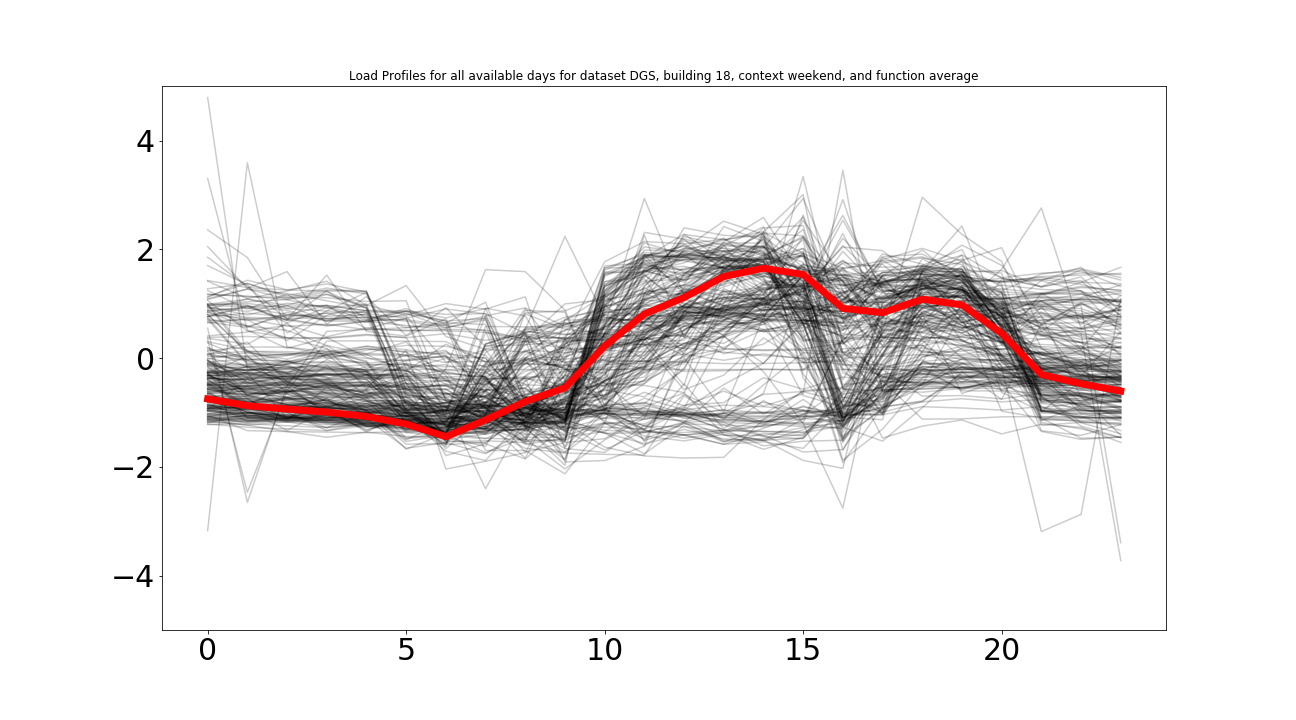 Load Profiles for all available days for dataset DGS, building 18, context weekend, and function average
4
2
0
−2
−4
0 5 10 15 20